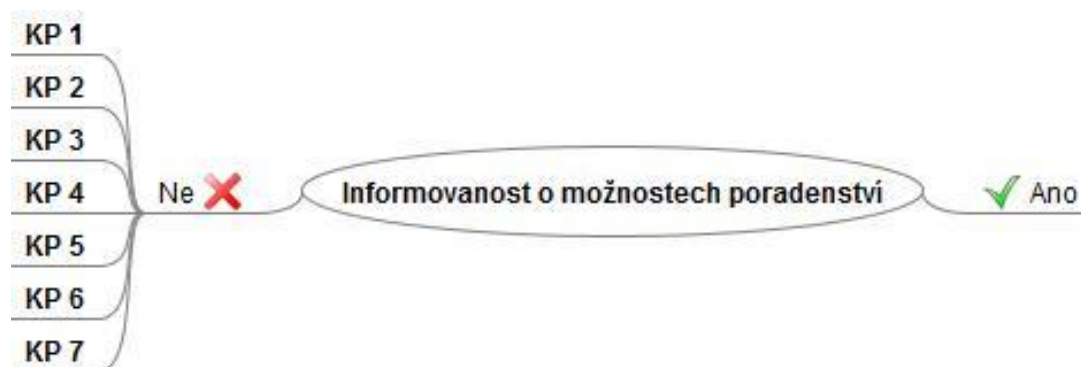 KP 1
KP 2
KP 3
KP 4
KP 5
KP 6
KP 7
Ne
Informovanost o možnostech poradenství
Ano